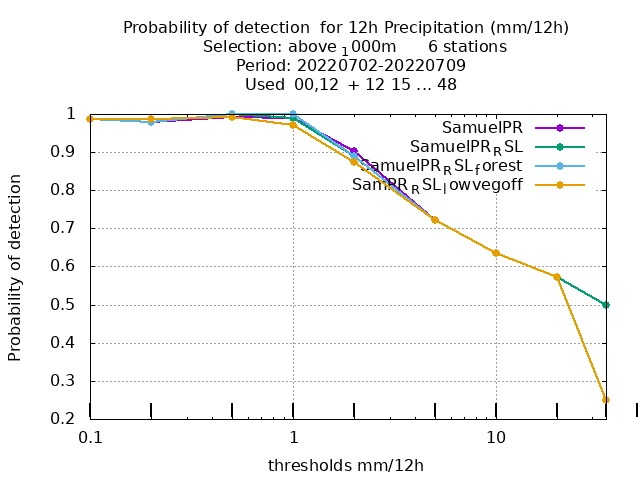 Probability of detection for 12h Precipitation (mm/12h)
Selection: above ₁000m 6 stations
Period: 20220702-20220709
Used 00,12 + 12 15 ... 48
Probability of detection
1
0.9
0.8
0.7
0.6
0.5
0.4
0.3
0.2
SamuelPR
SamuelPR_RSL
SamuelPR_RSL_forest
SamPR_RSL_lowvegoff
0.1
1
10
thresholds mm/12h